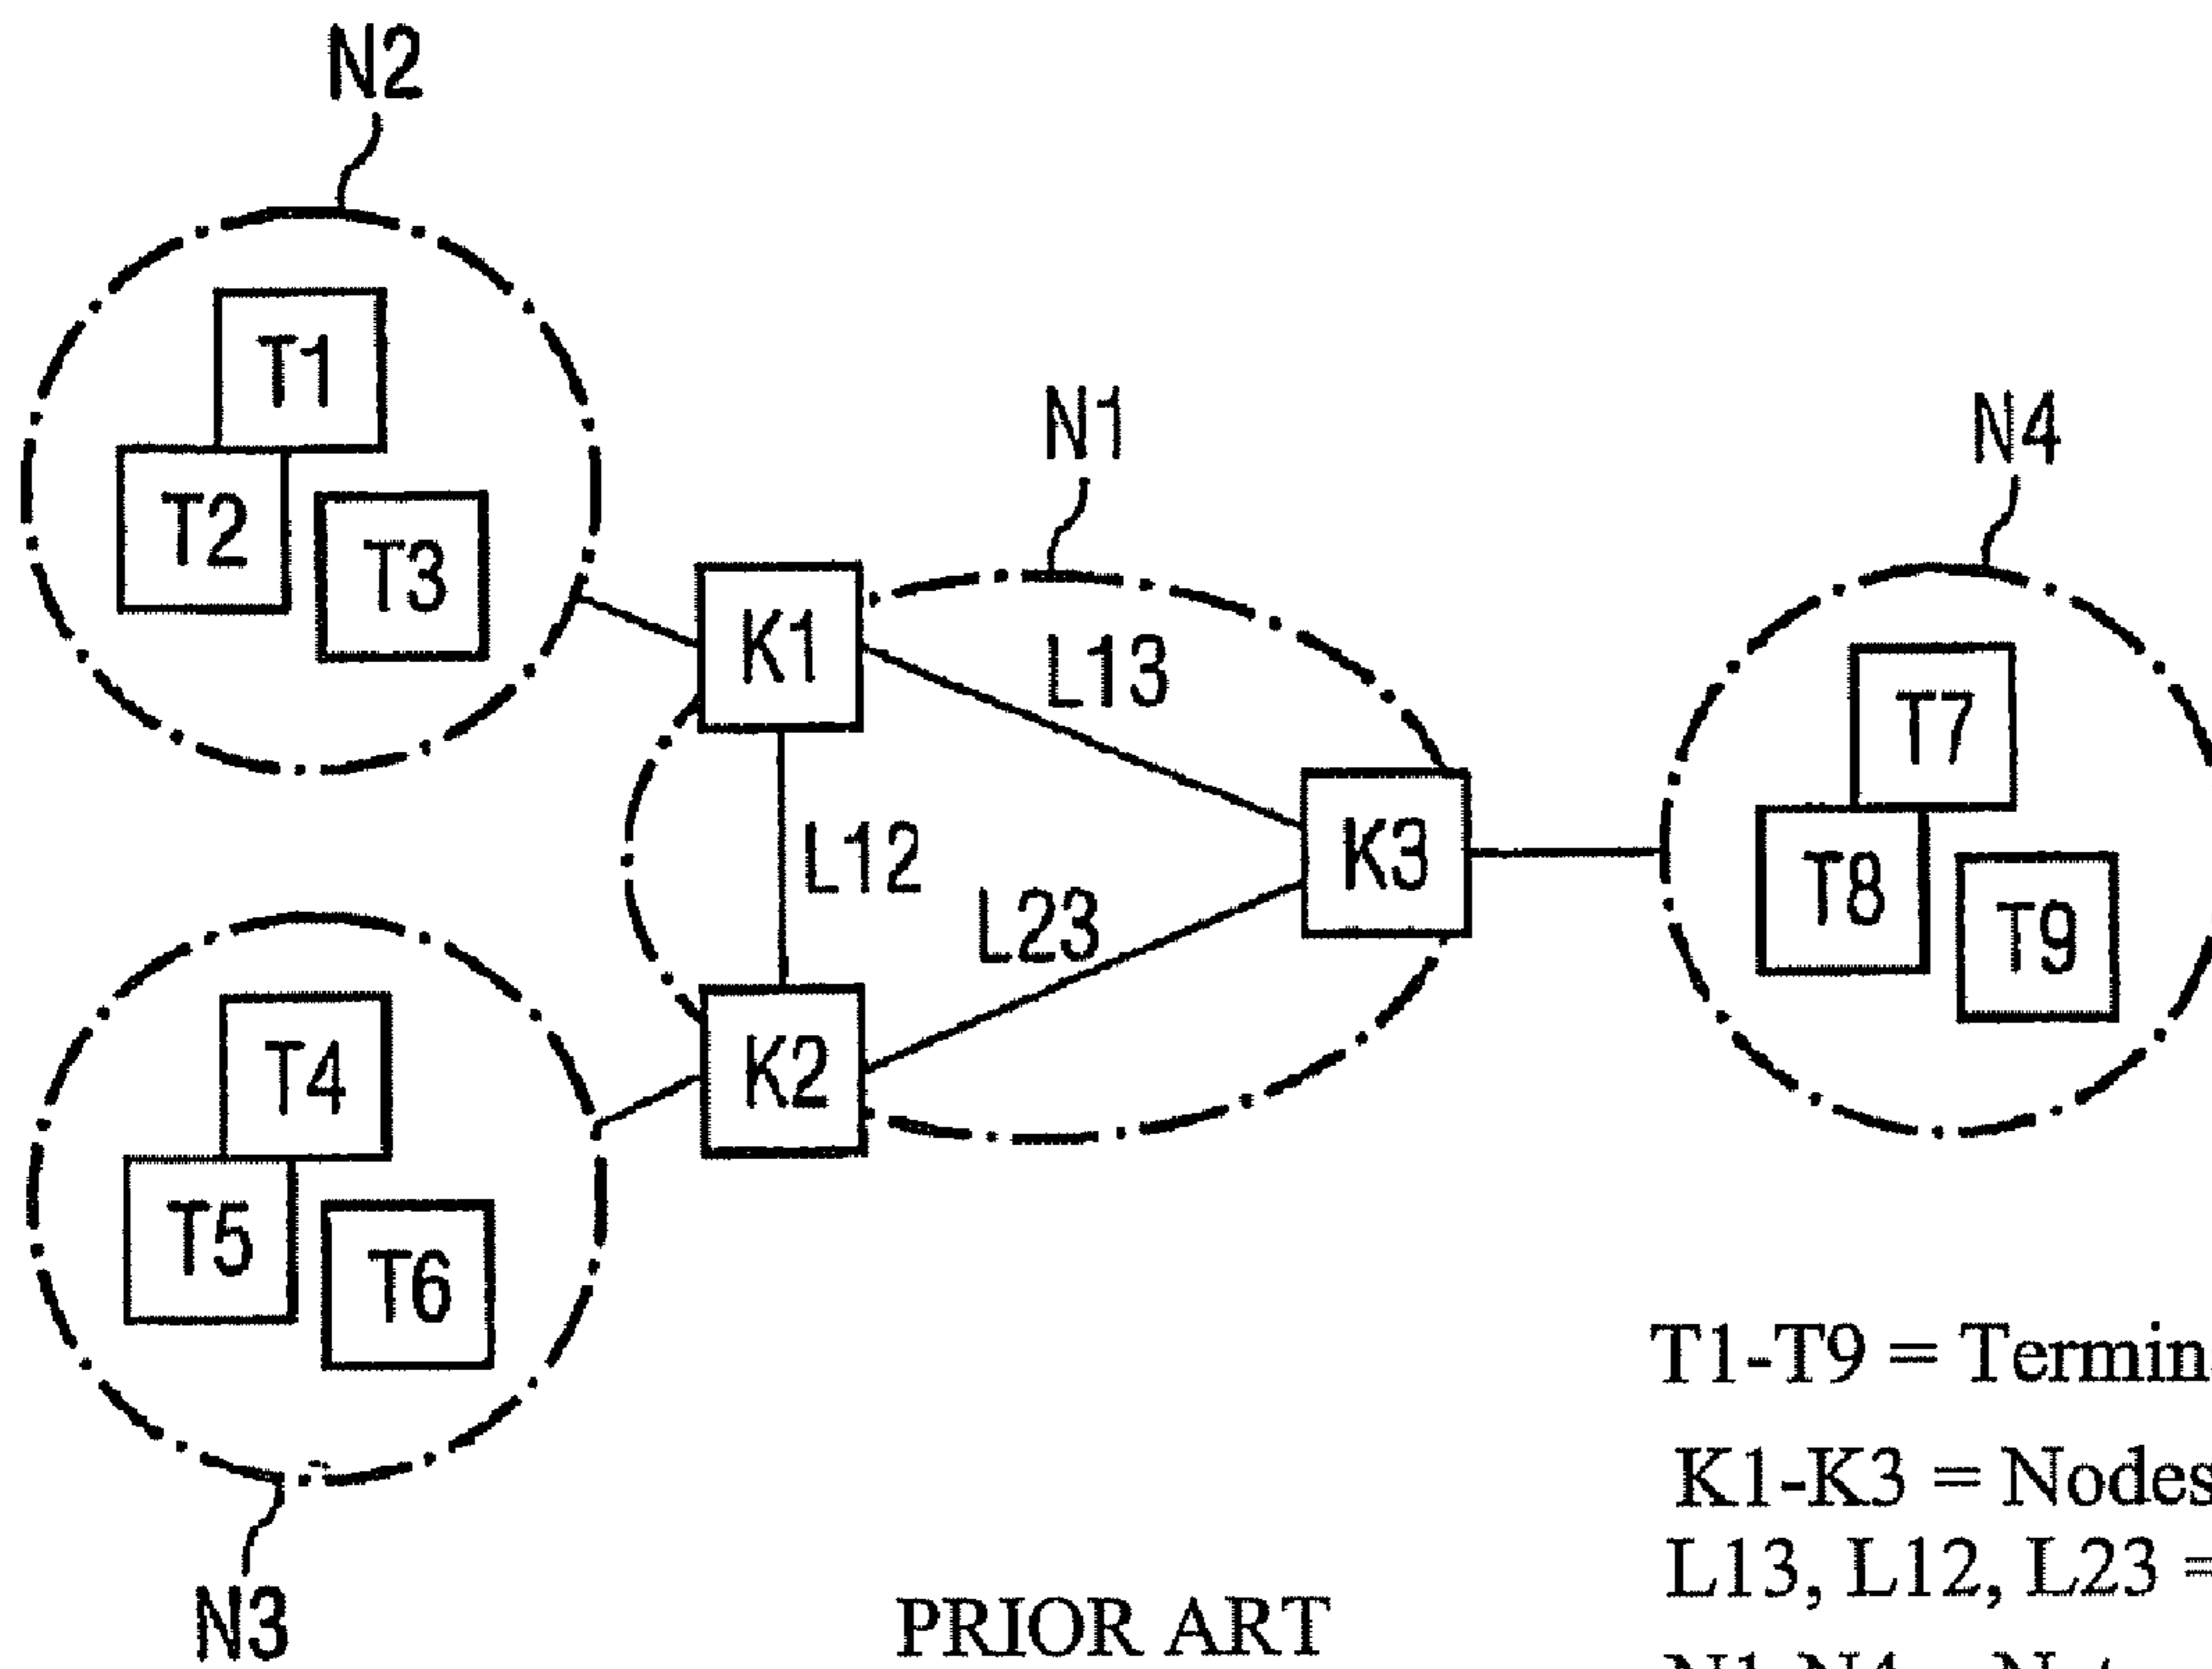 N2
T1
T2
T3
N1
N4
K1
L13
T7
L12
K3
T8
L23
T9
T4
K2
T5
T6
T1-T9 =
K1-K3 = Nodes
L13, L12, L23 =
N3
PRIOR ART